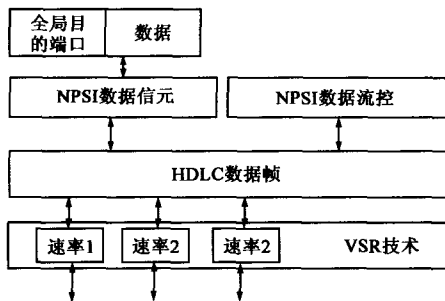 全局目
的端口
数据
NPSI数据信元
NPSI数据流控
HDLC数据帧
速率1
速率2
速率2
VSR技术